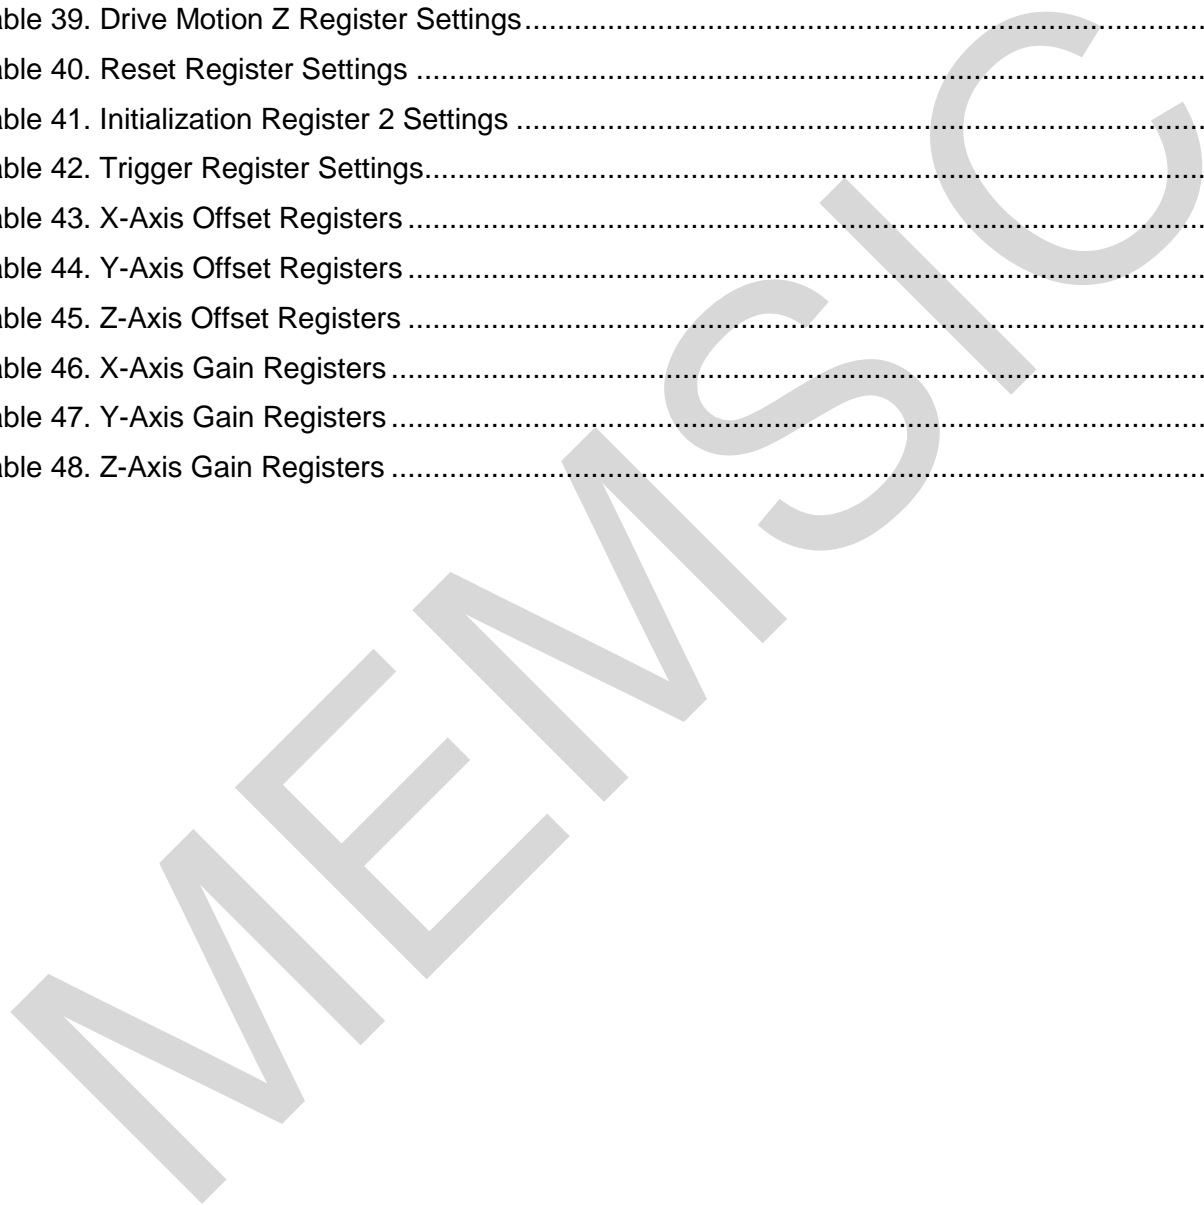 able 39. Drive Motion Z Register Settings....................................................................................
able 40. Reset Register Settings ..................................................................................................
able 41. Initialization Register 2 Settings .....................................................................................
able 42. Trigger Register Settings................................................................................................
able 43. X-Axis Offset Registers ...................................................................................................
able 44. Y-Axis Offset Registers ...................................................................................................
able 45. Z-Axis Offset Registers ...................................................................................................
able 46. X-Axis Gain Registers .....................................................................................................
able 47. Y-Axis Gain Registers .....................................................................................................
able 48. Z-Axis Gain Registers .....................................................................................................
MEMSIC